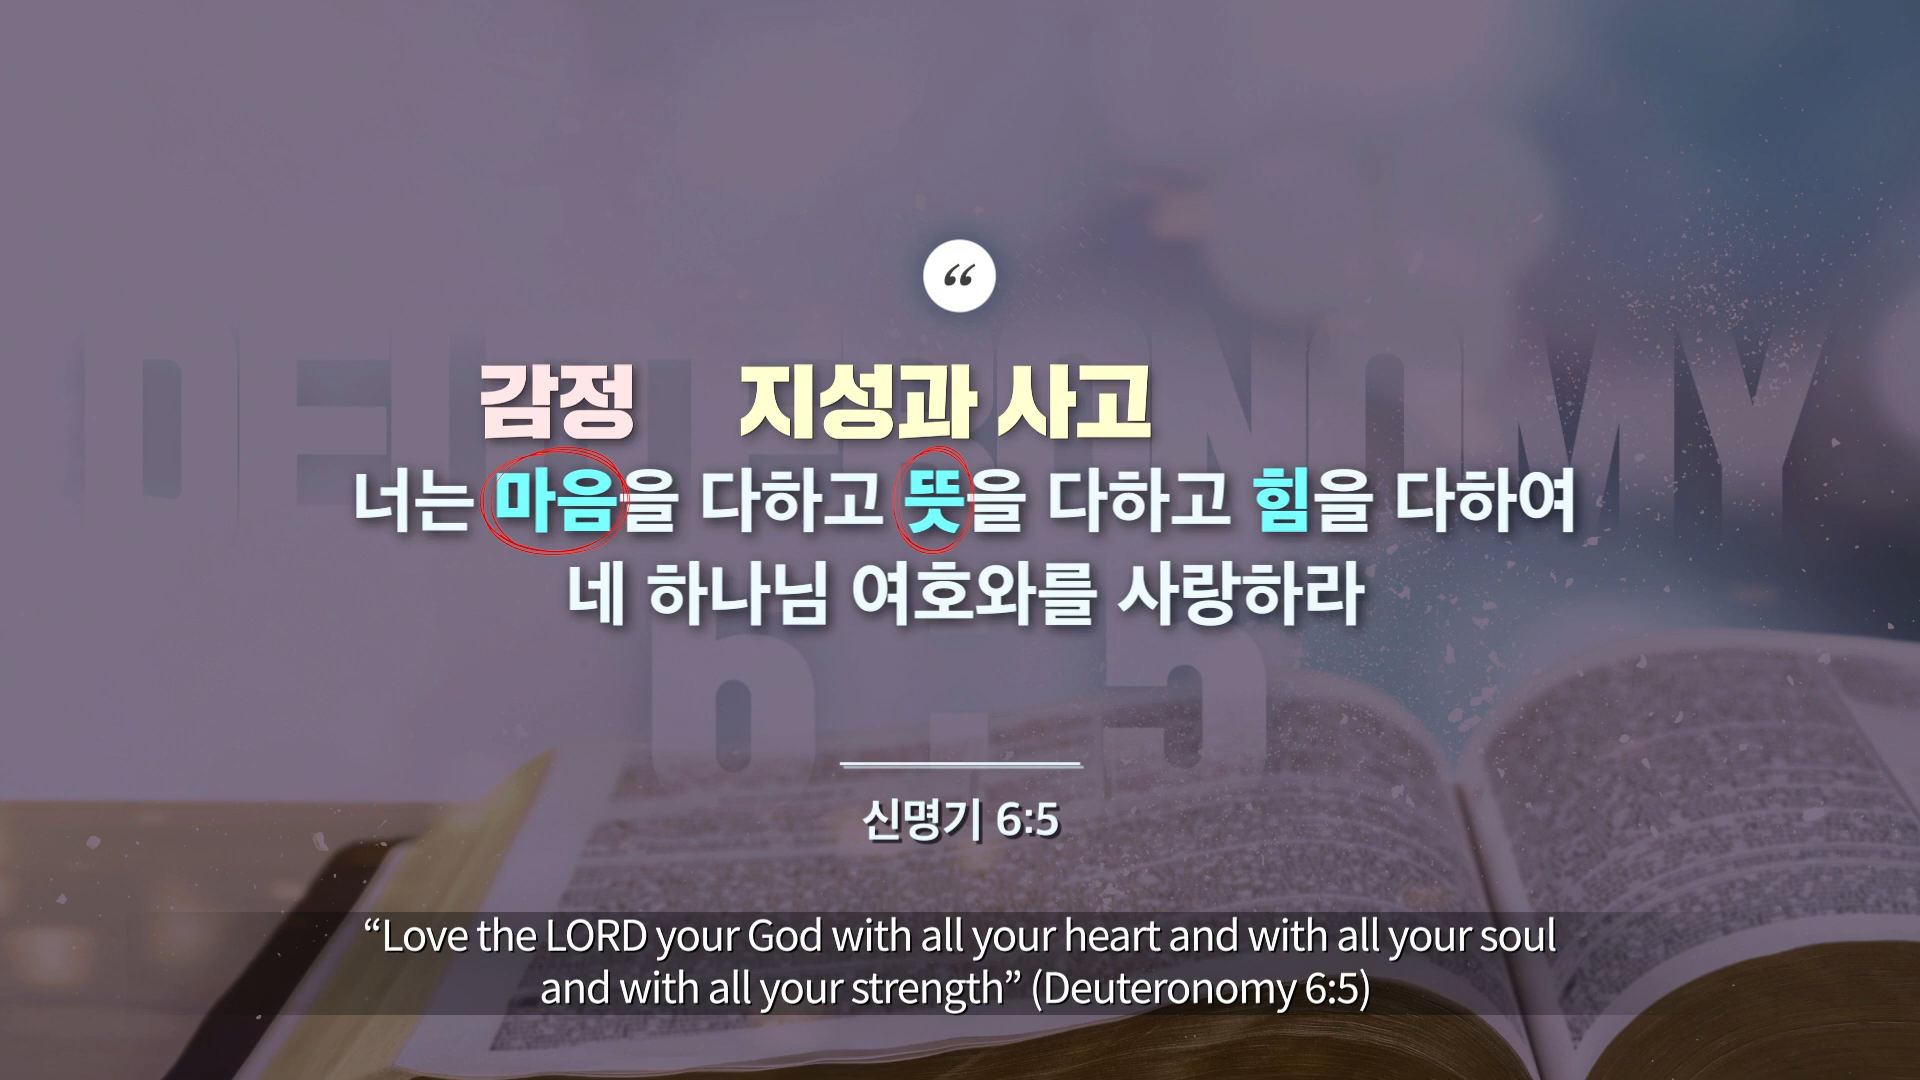 “
감정 지성과 사고
너는 마음을 다하고 뜻을 다하고 힘을 다하여
네 하나님 여호와를 사랑하라
DEUTERONOMY
6:5
신명기 6:5
“Love the LORD your God with all your heart and with all your soul
and with all your strength” (Deuteronomy 6:5)